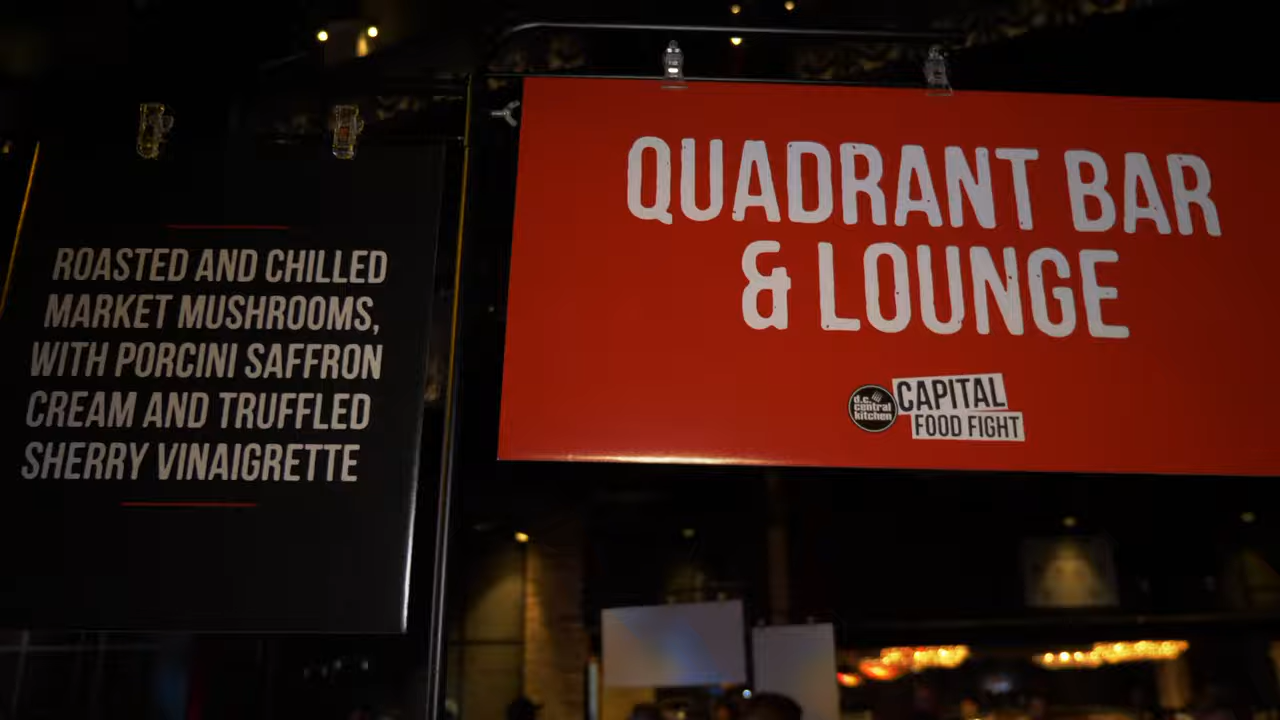 ROASTED AND CHILLED
MARKET MUSHROOMS,
WITH PORCINI SAFFRON
CREAM AND TRUFFLED
SHERRY VINAIGRETTE
QUADRANT BAR
& LOUNGE
d.c.
central
kitchen
CAPITAL
FOOD FIGHT